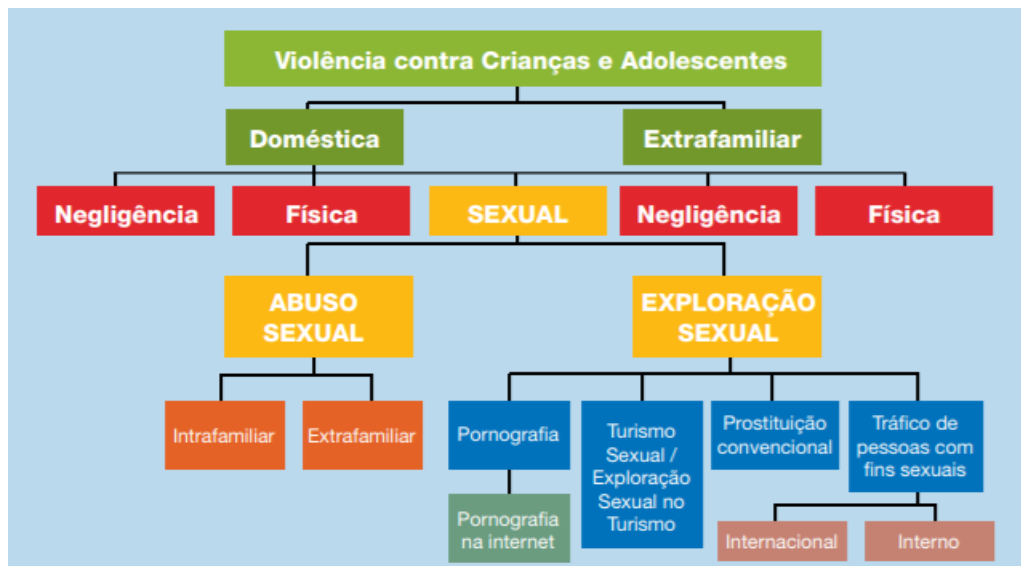 Violência contra Crianças e Adolescentes
Doméstica
Extrafamiliar
Negligência
Física
SEXUAL
Negligência
Física
ABUSO
SEXUAL
EXPLORAÇÃO
SEXUAL
Intrafamiliar
Extrafamiliar
Pornografia
Turismo
Sexual /
Exploração
Sexual no
Turismo
Prostituição
convencional
Tráfico de
pessoas com
fins sexuais
Pornografia
na internet
Internacional
Interno